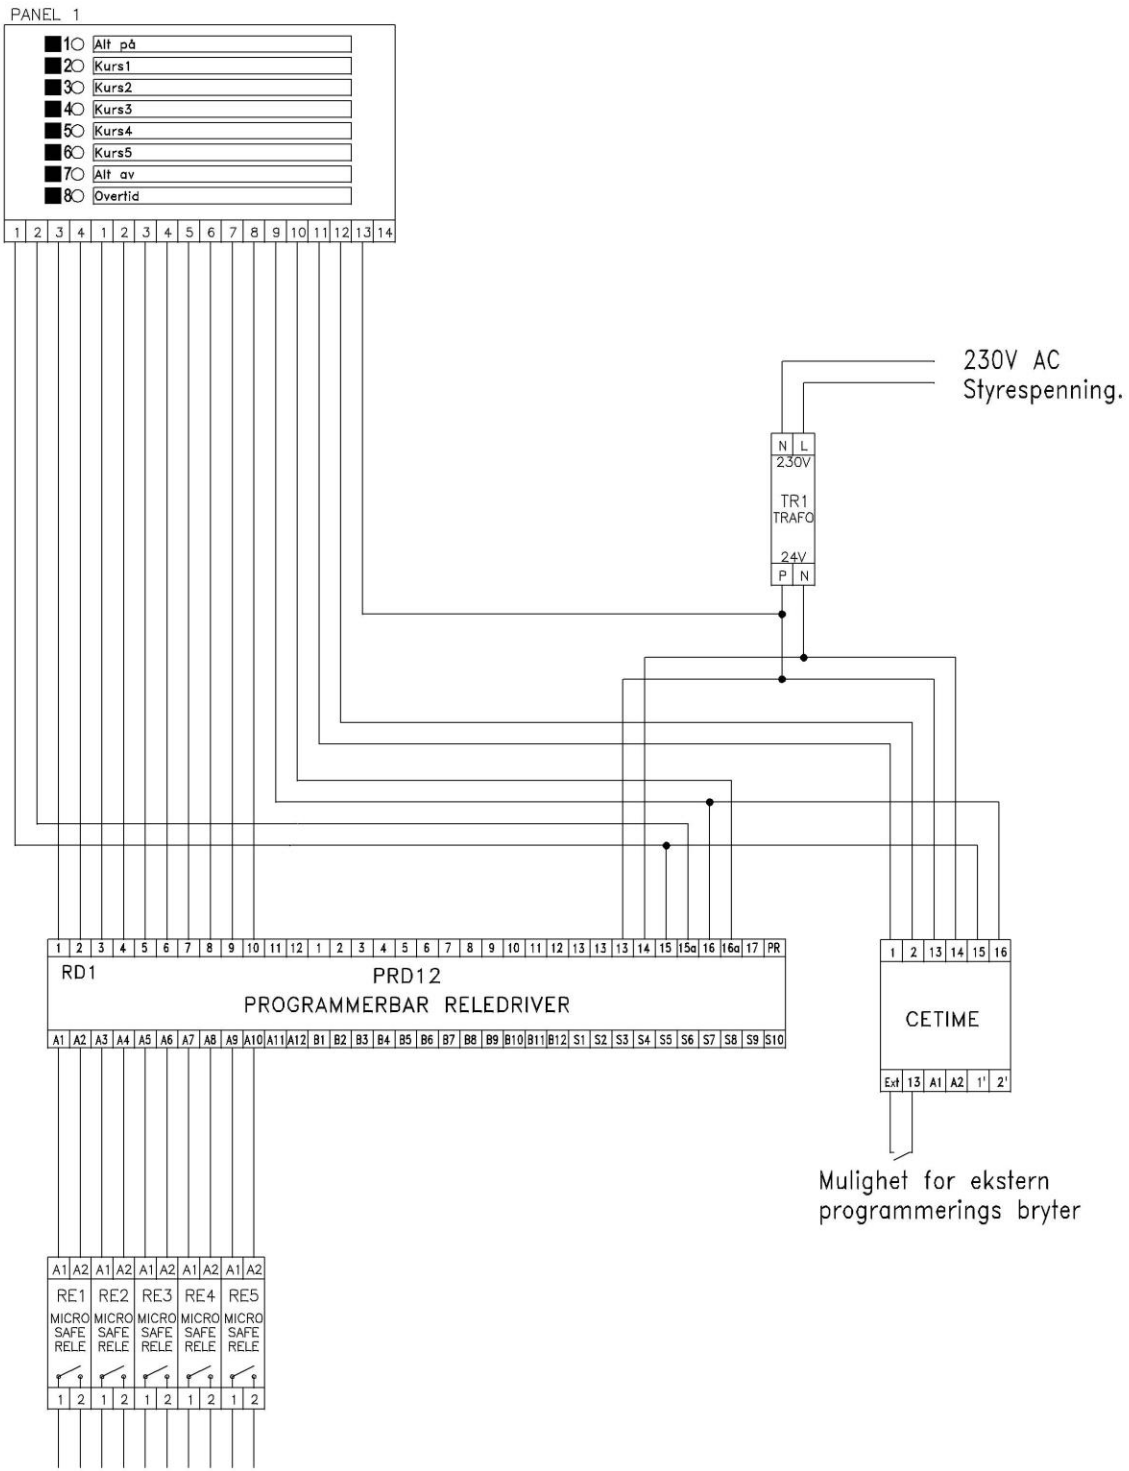 PANEL 1
1 Alt på
2 Kurs1
3 Kurs2
4 Kurs3
5 Kurs4
6 Kurs5
7 Alt av
8 Overtid
1 2 3 4 1 2 3 4 5 6 7 8 9 10 11 12 13 14
230V AC
Styrespenning.
N L
230V
TR1
TRAFO
24V
P N
1 2 3 4 5 6 7 8 9 10 11 12 1 2 3 4 5 6 7 8 9 10 11 12 13 13 13 14 15 15a 16 16a 17 PR
RD1
PRD12
PROGRAMMERBAR RELEDRIVER
A1 A2 A3 A4 A5 A6 A7 A8 A9 A10 A11 A12 B1 B2 B3 B4 B5 B6 B7 B8 B9 B10 B11 B12 S1 S2 S3 S4 S5 S6 S7 S8 S9 S10
1 2 13 14 15 16
CETIME
Ext 13 A1 A2 1' 2'
Mulighet for ekstern
programmerings bryter
A1 A2 A1 A2 A1 A2 A1 A2 A1 A2
RE1 RE2 RE3 RE4 RE5
MICRO MICRO MICRO MICRO MICRO
SAFE SAFE SAFE SAFE SAFE
RELE RELE RELE RELE RELE
1 2 1 2 1 2 1 2 1 2